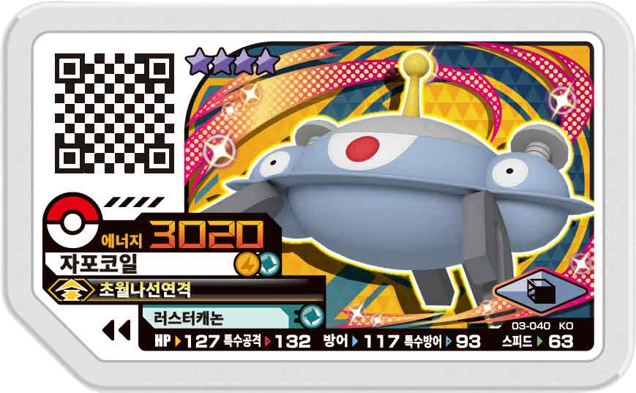 에너지 3020
자포코일
초월나선연격
러스터캐논
03-040 KO
HP 127 특수공격 132 방어 117 특수방어 93 스피드 63